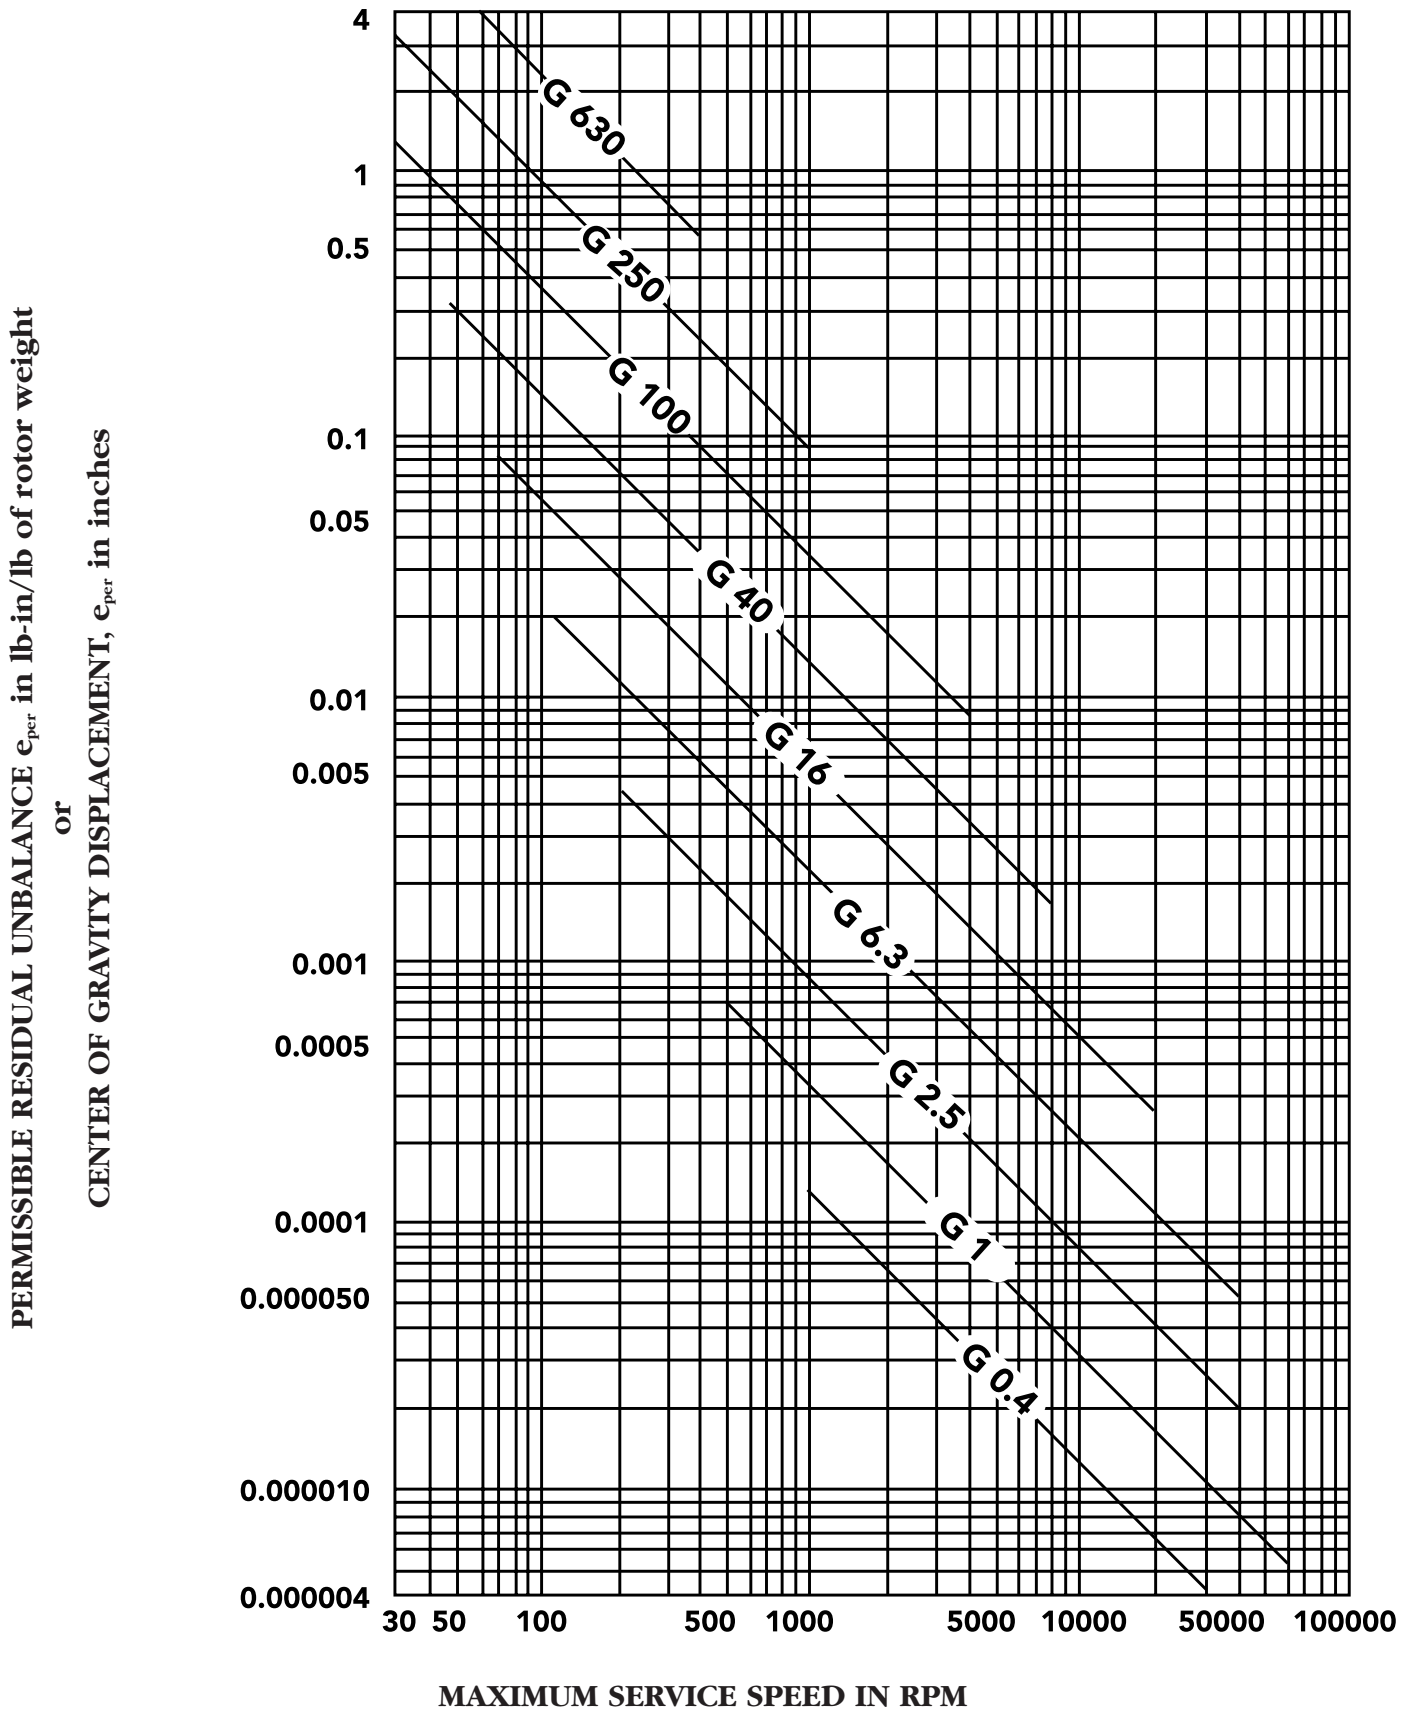 PERMISSIBLE RESIDUAL UNBALANCE eper in lb-in/lb of rotor weight
or
CENTER OF GRAVITY DISPLACEMENT, eper in inches
4
1
0.5
0.1
0.05
0.01
0.005
0.001
0.0005
0.0001
0.000050
0.000010
0.000004
G 630
G 250
G 100
G 40
G 16
G 6.3
G 2.5
G 1
G 0.4
30 50 100 500 1000 5000 10000 50000 100000
MAXIMUM SERVICE SPEED IN RPM